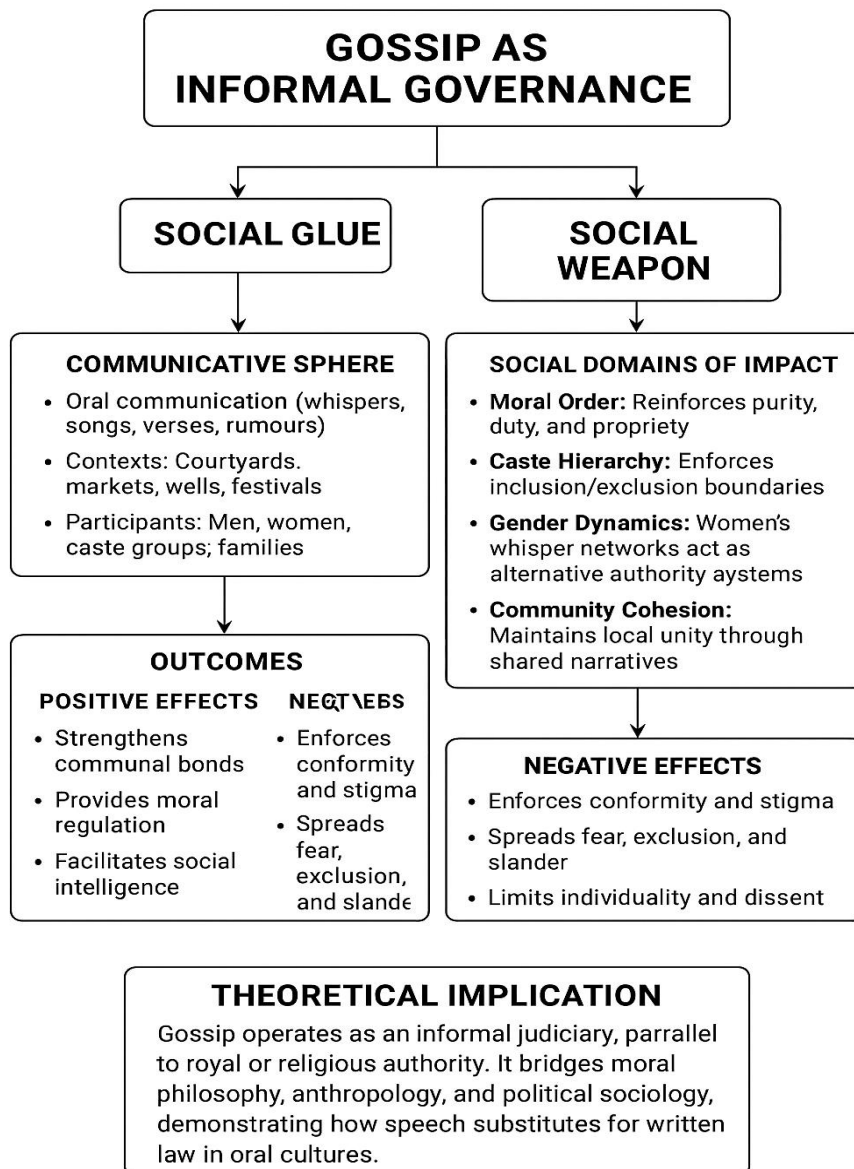 GOSSIP AS
INFORMAL GOVERNANCE
SOCIAL GLUE
SOCIAL
WEAPON
COMMUNICATIVE SPHERE
• Oral communication (whispers,
songs, verses, rumours)
• Contexts: Courtyards.
markets, wells, festivals
• Participants: Men, women,
caste groups; families
OUTCOMES
POSITIVE EFFECTS
• Strengthens
communal bonds
• Provides moral
regulation
• Facilitates social
intelligence
• Enforces
conformity
and stigma
• Spreads
fear,
exclusion,
and slande
SOCIAL DOMAINS OF IMPACT
• Moral Order: Reinforces purity,
duty, and propriety
• Caste Hierarchy: Enforces
inclusion/exclusion boundaries
• Gender Dynamics: Women's
whisper networks act as
alternative authority aystems
• Community Cohesion:
Maintains local unity through
shared narratives
NEGATIVE EFFECTS
• Enforces conformity and stigma
• Spreads fear, exclusion, and
slander
• Limits individuality and dissent
THEORETICAL IMPLICATION
Gossip operates as an informal judiciary, parrallel
to royal or religious authority. It bridges moral
philosophy, anthropology, and political sociology,
demonstrating how speech substitutes for written
law in oral cultures.